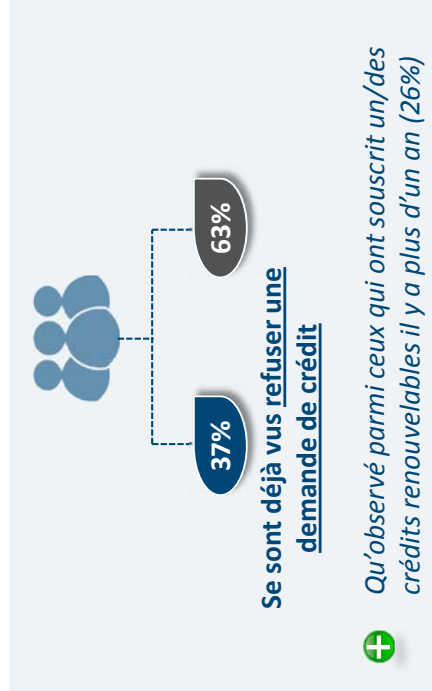 37%
63%
Se sont déjà vus refuser une
demande de crédit
Qu'observé parmi ceux qui ont souscrit un/des
crédits renouvelables il y a plus d'un an (26%)